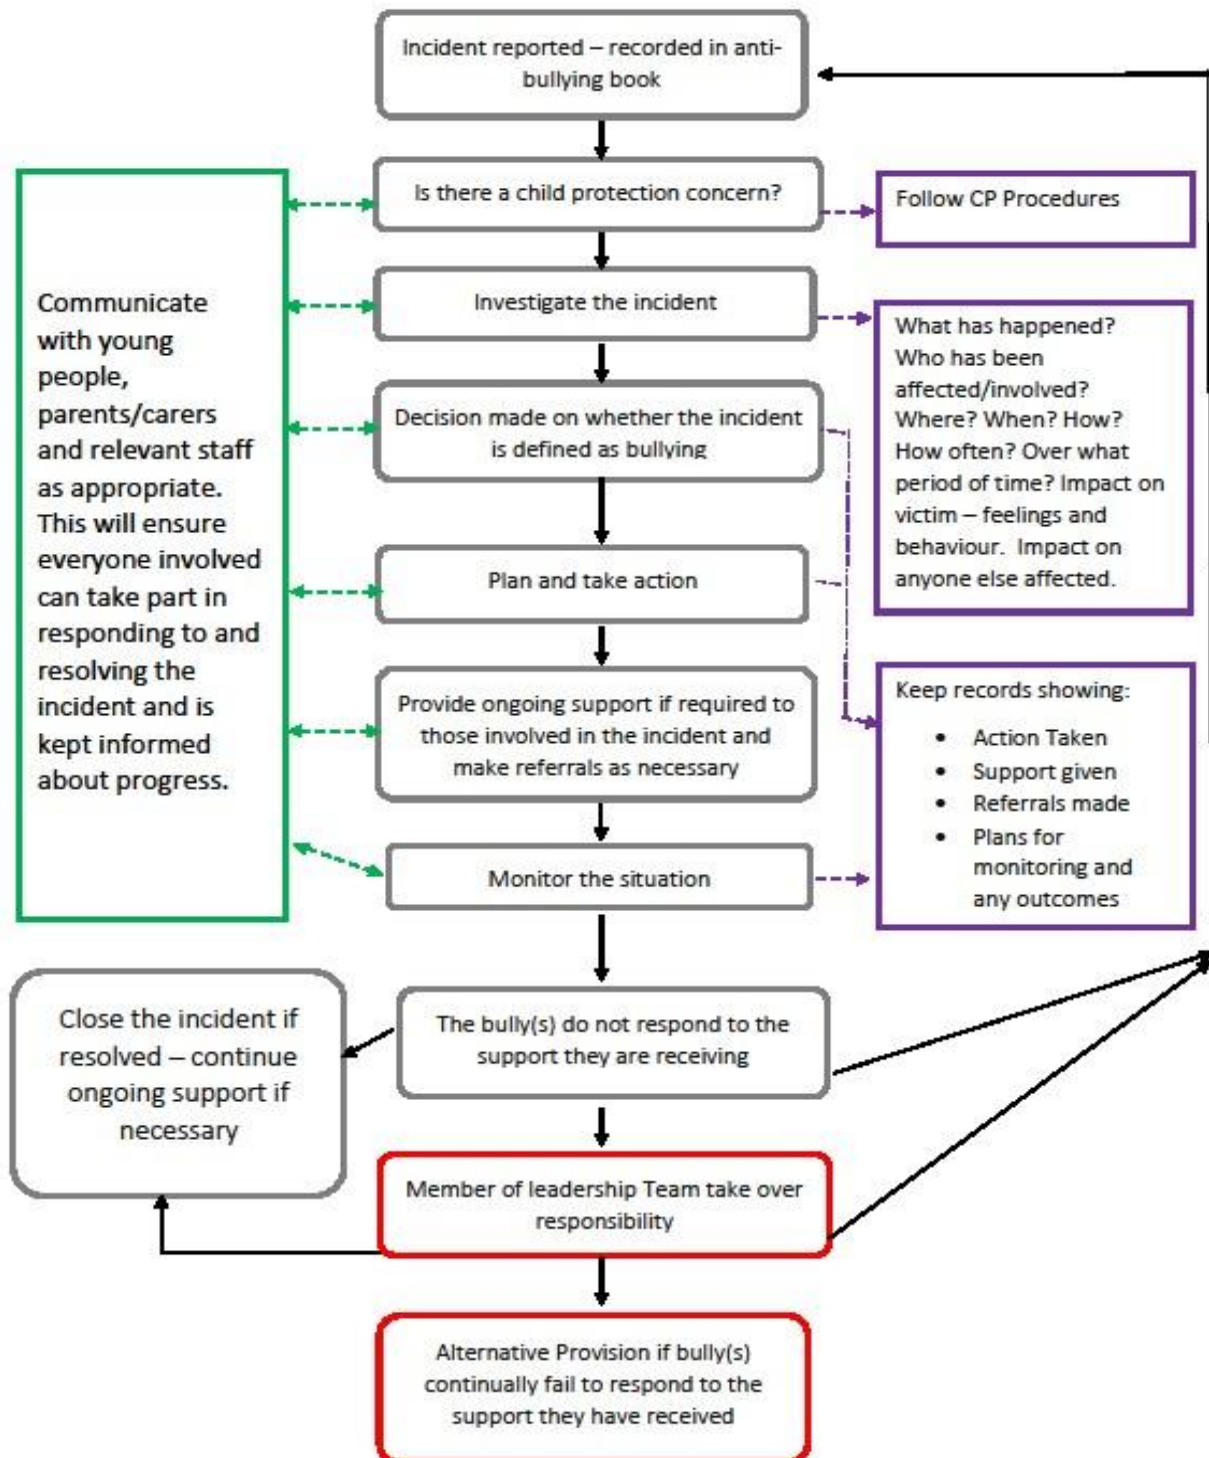 Incident reported – recorded in anti-
bullying book
Is there a child protection concern?
Follow CP Procedures
Investigate the incident
What has happened?
Who has been
affected/involved?
Where? When? How?
How often? Over what
period of time? Impact on
victim – feelings and
behaviour. Impact on
anyone else affected.
Communicate
with young
people,
parents/carers
and relevant staff
as appropriate.
This will ensure
everyone involved
can take part in
responding to and
resolving the
incident and is
kept informed
about progress.
Decision made on whether the incident
is defined as bullying
Plan and take action
Provide ongoing support if required to
those involved in the incident and
make referrals as necessary
Keep records showing:
• Action Taken
• Support given
• Referrals made
• Plans for
monitoring and
any outcomes
Monitor the situation
Close the incident if
resolved – continue
ongoing support if
necessary
The bully(s) do not respond to the
support they are receiving
Member of leadership Team take over
responsibility
Alternative Provision if bully(s)
continually fail to respond to the
support they have received